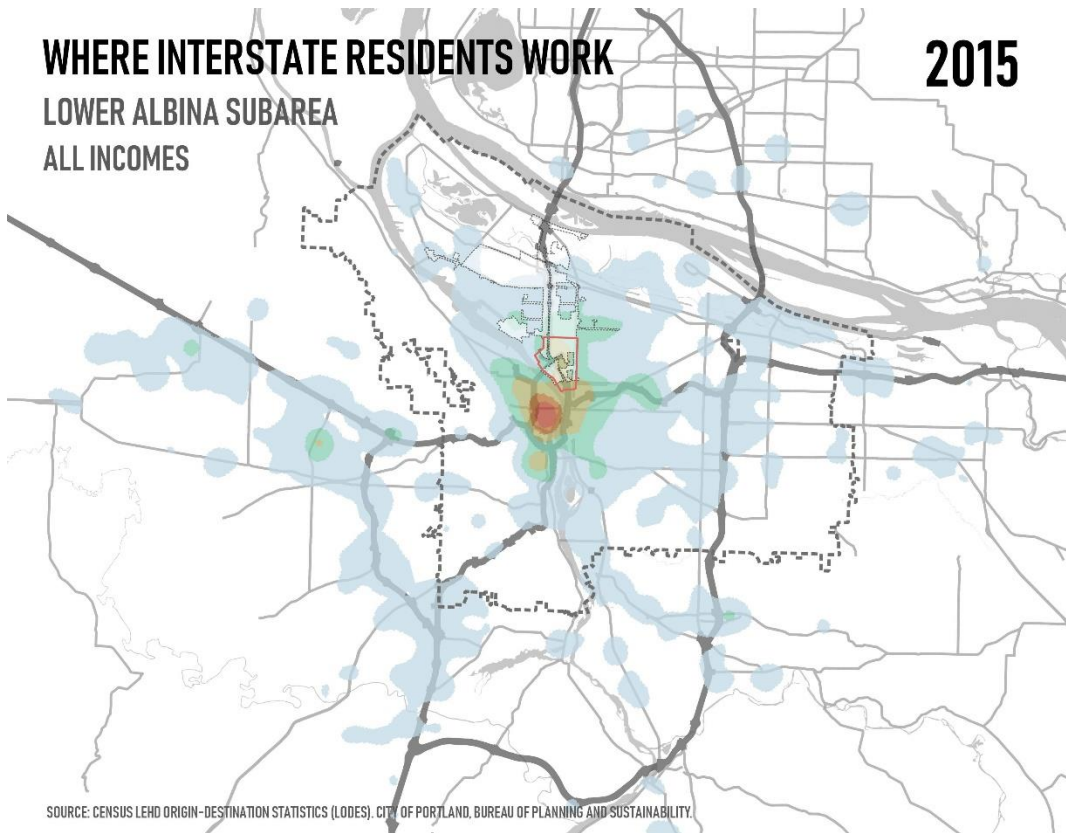 WHERE INTERSTATE RESIDENTS WORK
2015
LOWER ALBINA SUBAREA
ALL INCOMES
SOURCE: CENSUS LEHD ORIGIN-DESTINATION STATISTICS (LODES). CITY OF PORTLAND, BUREAU OF PLANNING AND SUSTAINABILITY.